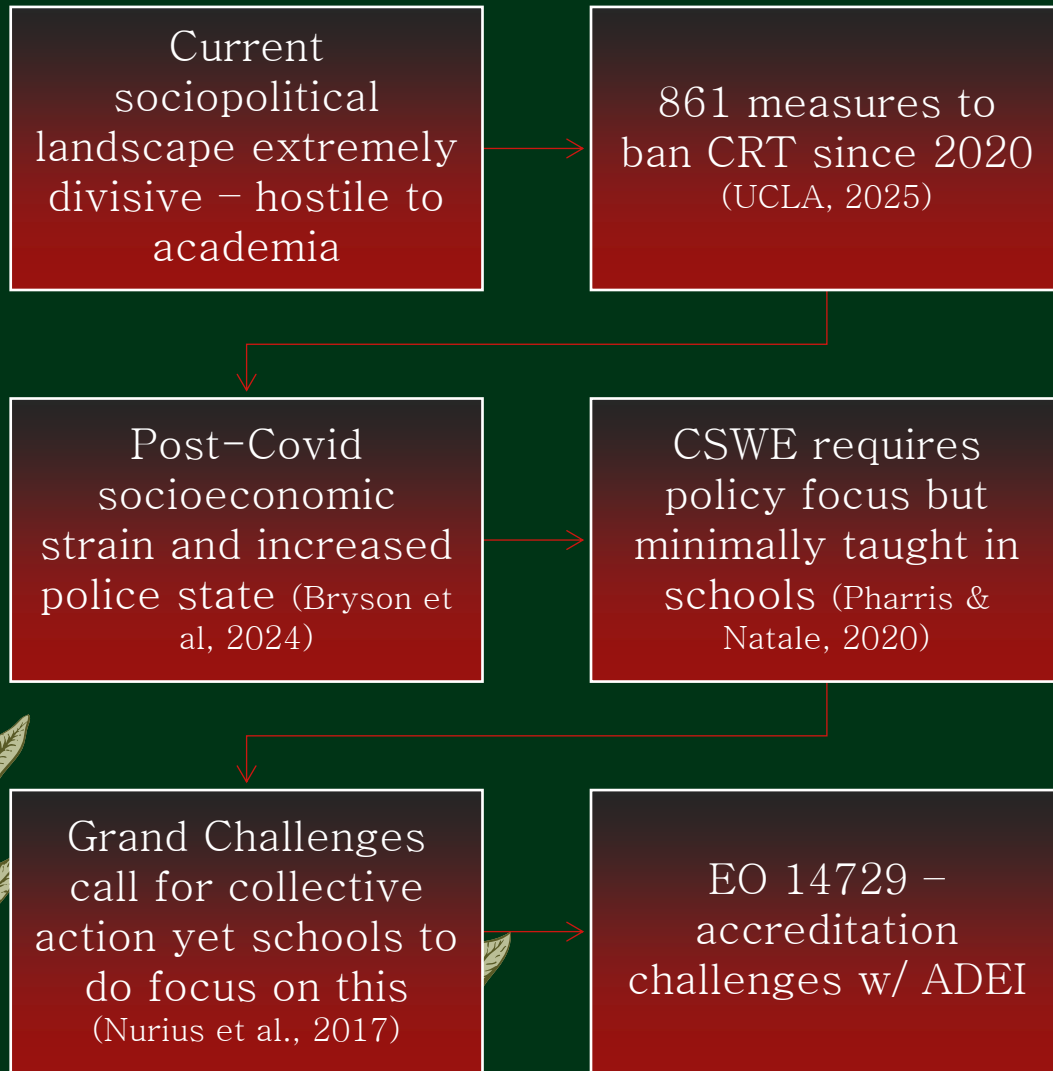 Current
sociopolitical
landscape extremely
divisive – hostile to
academia
861 measures to
ban CRT since 2020
(UCLA, 2025)
Post-Covid
socioeconomic
strain and increased
police state (Bryson et
al, 2024)
CSWE requires
policy focus but
minimally taught in
schools (Pharris &
Natale, 2020)
Grand Challenges
call for collective
action yet schools to
do focus on this
(Nurius et al., 2017)
EO 14729 –
accreditation
challenges w/ ADEI